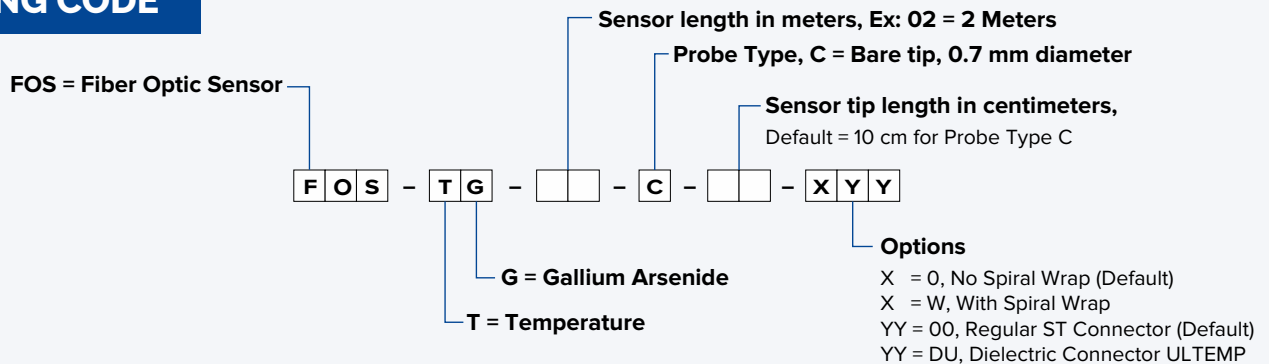 NG CODE
Sensor length in meters, Ex: 02 = 2 Meters
Probe Type, C = Bare tip, 0.7 mm diameter
FOS = Fiber Optic Sensor
Sensor tip length in centimeters,
Default = 10 cm for Probe Type C
F O S – T G – – C – – X Y Y
G = Gallium Arsenide
T = Temperature
Options
X = 0, No Spiral Wrap (Default)
X = W, With Spiral Wrap
YY = 00, Regular ST Connector (Default)
YY = DU, Dielectric Connector ULTEMP